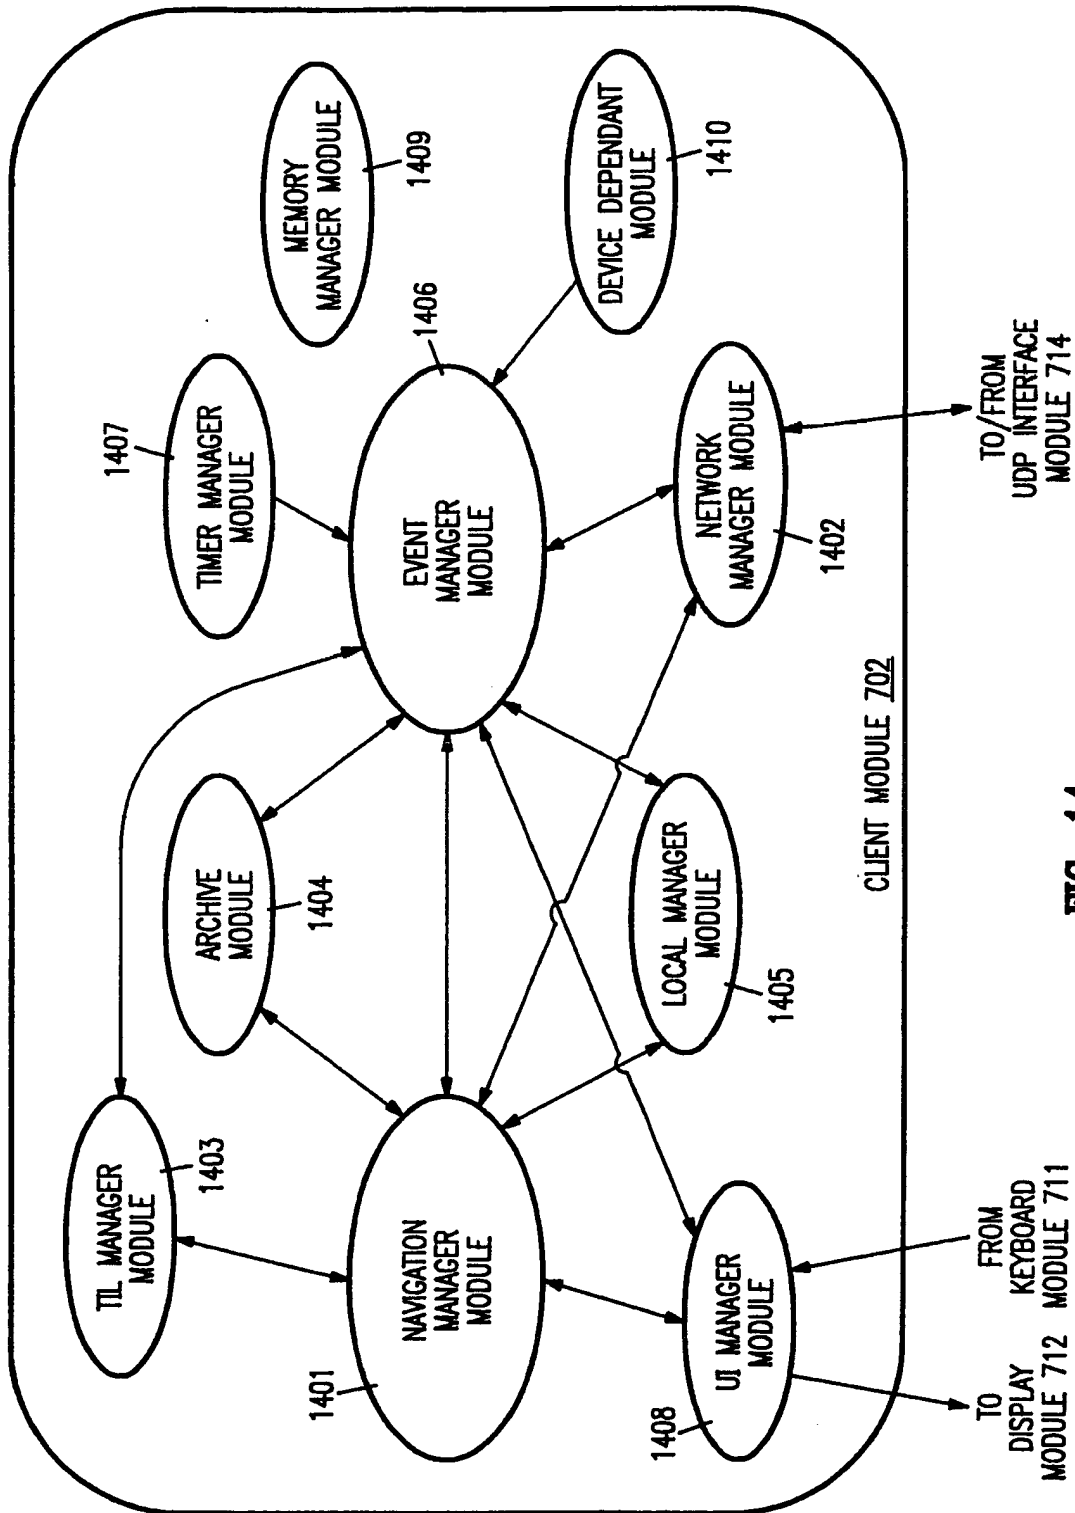 TIL MANAGER
MODULE
1403
ARCHIVE
MODULE
1404
TIMER MANAGER
MODULE
1407
MEMORY
MANAGER MODULE
1409
NAVIGATION
MANAGER
MODULE
1401
EVENT
MANAGER
MODULE
1406
DEVICE DEPENDANT
MODULE
1410
UI MANAGER
MODULE
1408
LOCAL MANAGER
MODULE
1405
NETWORK
MANAGER MODULE
1402
CLIENT MODULE 702
TO
DISPLAY
MODULE 712
FROM
KEYBOARD
MODULE 711
TO/FROM
UDP INTERFACE
MODULE 714